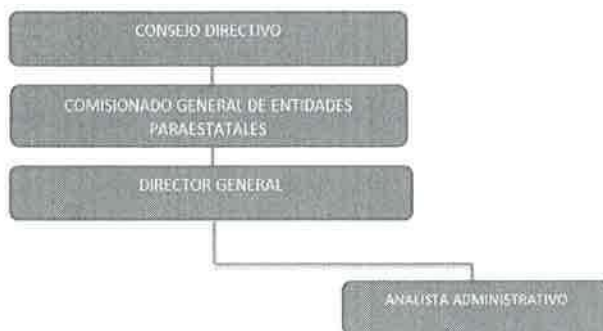 CONSEJO DIRECTIVO
COMISIONADO GENERAL DE ENTIDADES
PARAESTATALES
DIRECTOR GENERAL
ANALISTA ADMINISTRATIVO